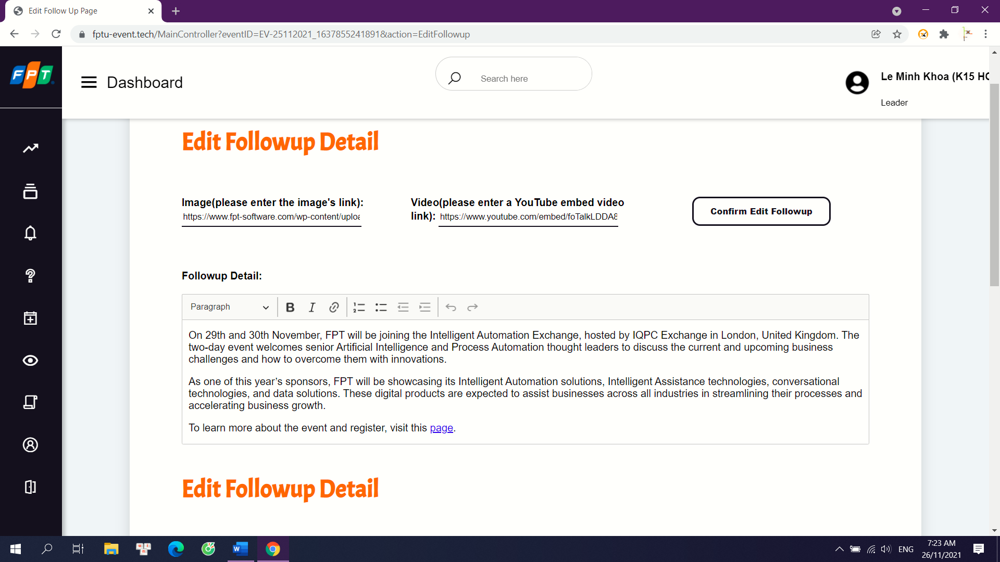 Edit Follow Up Page
fptu-event.tech/MainController?eventID=EV-25112021_1637855241891&action=EditFollowup
FPT
Dashboard
Search here
Le Minh Khoa (K15 HC
Leader
Edit Followup Detail
Image(please enter the image's link):
https://www.fpt-software.com/wp-content/uploa
Video(please enter a YouTube embed video
link): https://www.youtube.com/embed/foTalkLDDA8
Confirm Edit Followup
Followup Detail:
Paragraph
On 29th and 30th November, FPT will be joining the Intelligent Automation Exchange, hosted by IQPC Exchange in London, United Kingdom. The
two-day event welcomes senior Artificial Intelligence and Process Automation thought leaders to discuss the current and upcoming business
challenges and how to overcome them with innovations.
As one of this year’s sponsors, FPT will be showcasing its Intelligent Automation solutions, Intelligent Assistance technologies, conversational
technologies, and data solutions. These digital products are expected to assist businesses across all industries in streamlining their processes and
accelerating business growth.
To learn more about the event and register, visit this page.
Edit Followup Detail
ENG
7:23 AM
26/11/2021